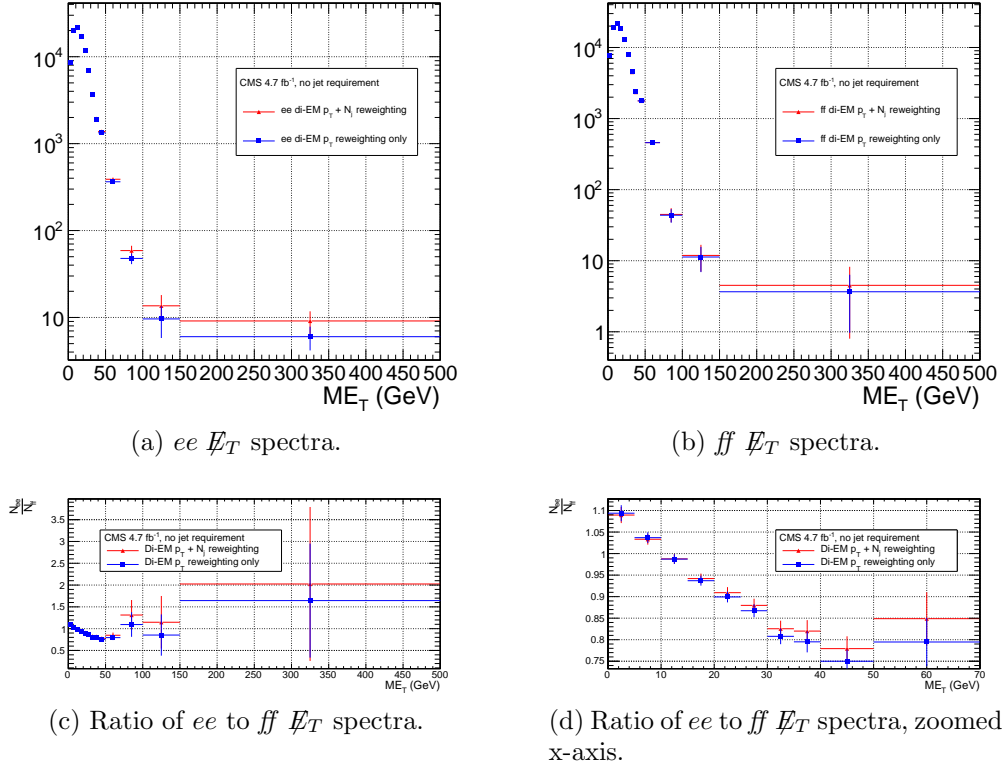 10⁴
10³
10²
10
CMS 4.7 fb⁻¹, no jet requirement
ee di-EM p_T + N_j reweighting
ee di-EM p_T reweighting only
0 50 100 150 200 250 300 350 400 450 500
ME_T (GeV)
(a) ee E̸_T spectra.
10⁴
10³
10²
10
1
CMS 4.7 fb⁻¹, no jet requirement
ff di-EM p_T + N_j reweighting
ff di-EM p_T reweighting only
0 50 100 150 200 250 300 350 400 450 500
ME_T (GeV)
(b) ff E̸_T spectra.
N_ee
N_ff
3.5
3
2.5
2
1.5
1
0.5
CMS 4.7 fb⁻¹, no jet requirement
Di-EM p_T + N_j reweighting
Di-EM p_T reweighting only
0 50 100 150 200 250 300 350 400 450 500
ME_T (GeV)
(c) Ratio of ee to ff E̸_T spectra.
N_ee
N_ff
1.1
1.05
1
0.95
0.9
0.85
0.8
0.75
CMS 4.7 fb⁻¹, no jet requirement
Di-EM p_T + N_j reweighting
Di-EM p_T reweighting only
0 10 20 30 40 50 60 70
ME_T (GeV)
(d) Ratio of ee to ff E̸_T spectra, zoomed
x-axis.